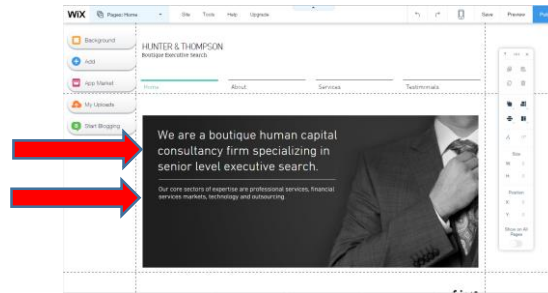 WiX Pages: Home Site Tools Help Upgrade Save Preview
Background
Add
App Market
My Uploads
Start Blogging
HUNTER & THOMPSON
Boutique Executive Search
Home About Services Testimonials
We are a boutique human capital
consultancy firm specializing in
senior level executive search.
Our core sectors of expertise are professional services, financial
services markets, technology and outsourcing.
Size
W:
H:
Position
X:
Y:
Show on All
Pages